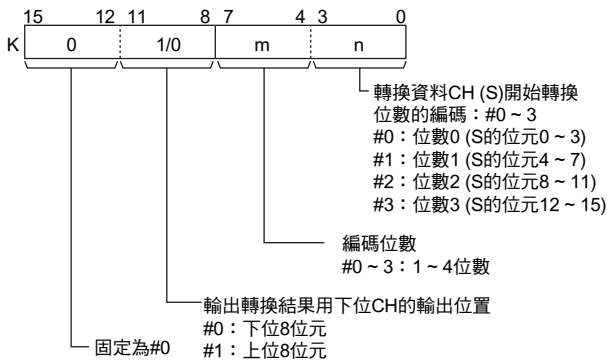 15 12 11 8 7 4 3 0
K 0 1/0 m n
轉換資料CH (S)開始轉換
位數的編碼：#0 ~ 3
#0：位數0 (S的位元0 ~ 3)
#1：位數1 (S的位元4 ~ 7)
#2：位數2 (S的位元8 ~ 11)
#3：位數3 (S的位元12 ~ 15)
編碼位數
#0 ~ 3：1 ~ 4位數
輸出轉換結果用下位CH的輸出位置
#0：下位8位元
#1：上位8位元
固定為#0